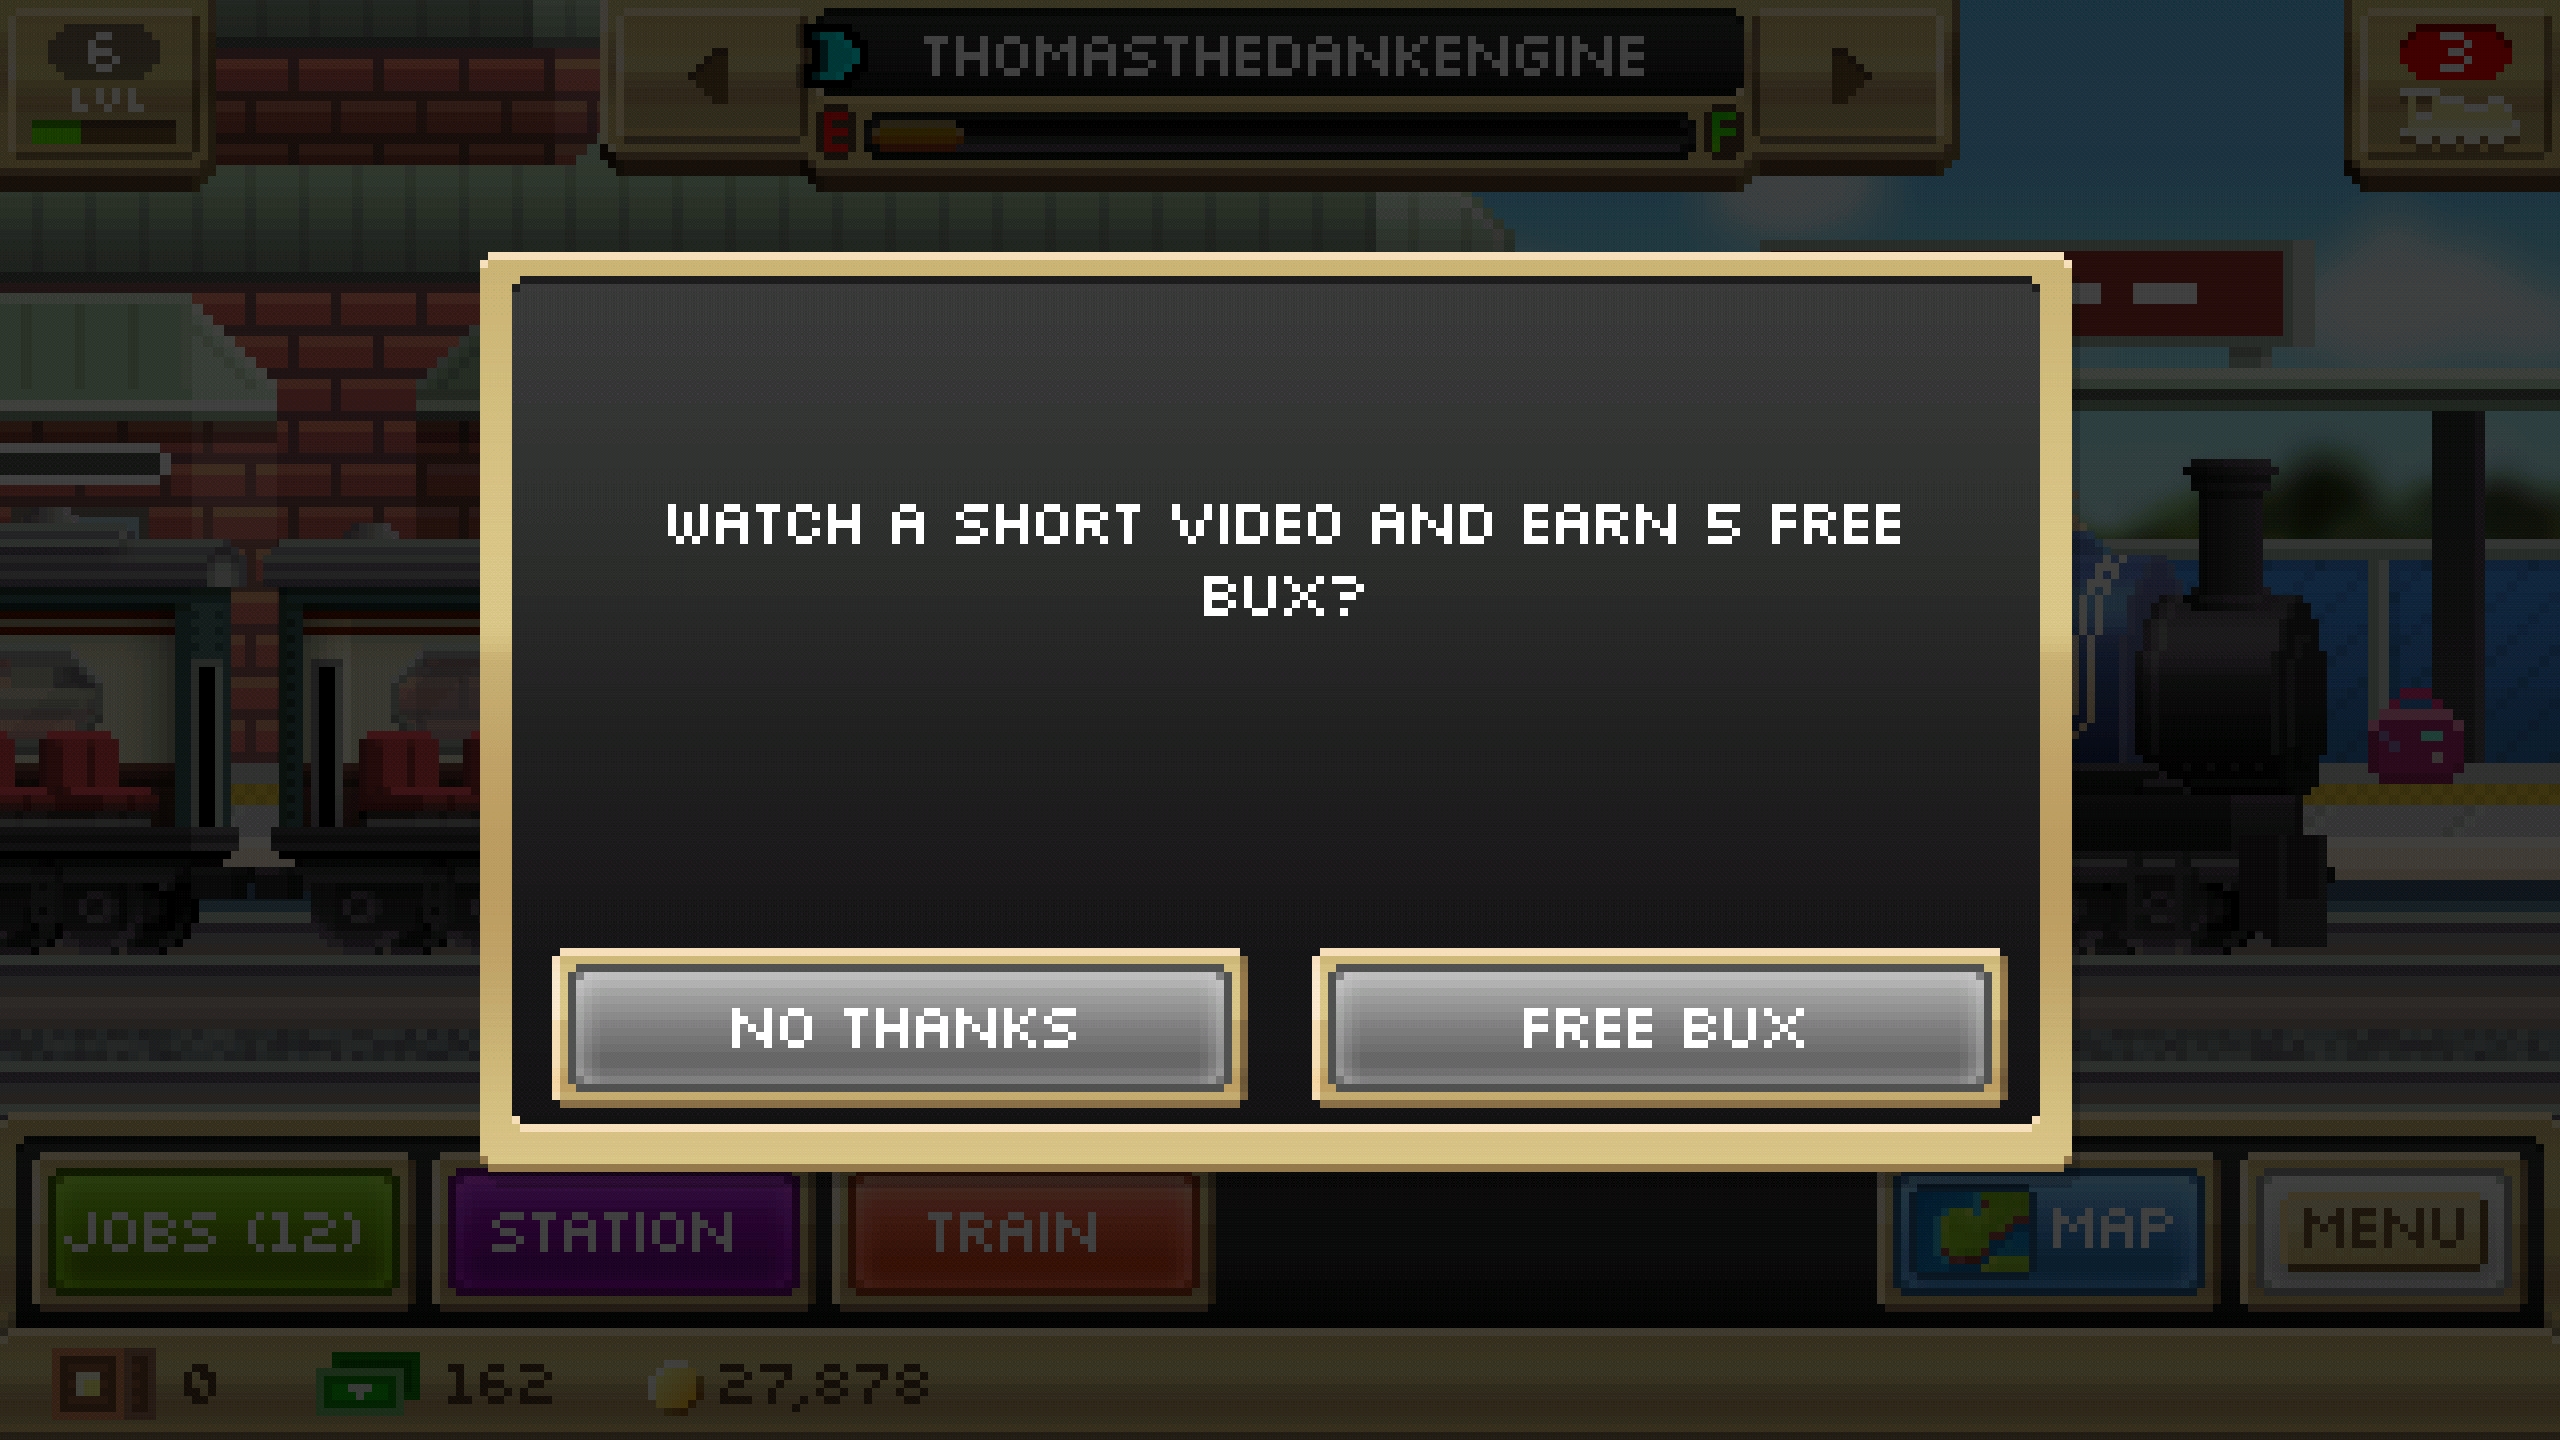 6
LVL
THOMASTHEDANKENGINE
E F
3
WATCH A SHORT VIDEO AND EARN 5 FREE
BUX?
NO THANKS FREE BUX
JOBS (12) STATION TRAIN MAP MENU
0 162 27,878